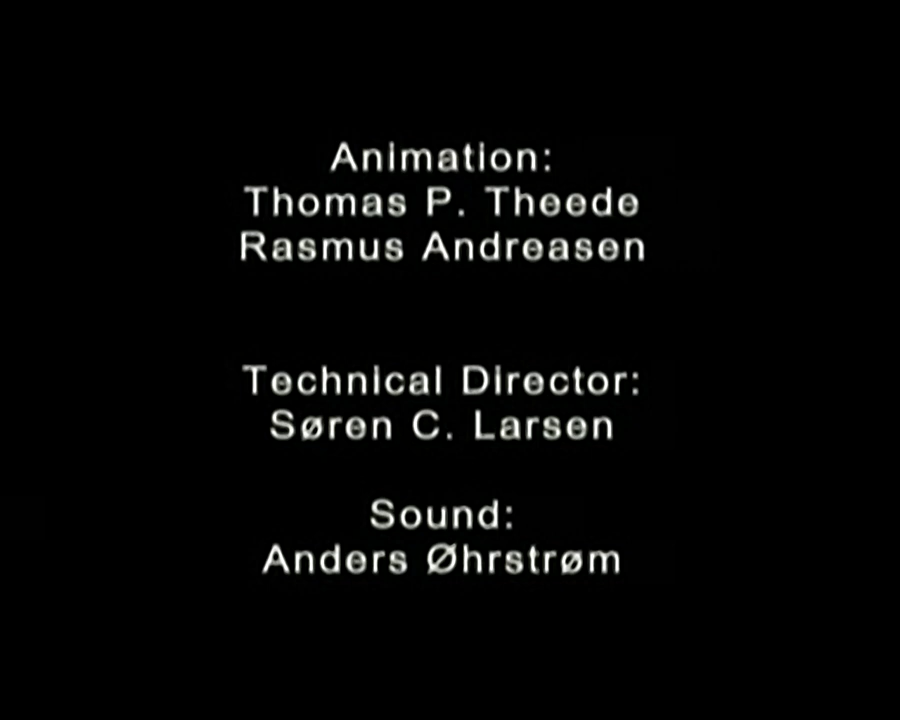 Animation:
Thomas P. Theede
Rasmus Andreasen
Technical Director:
Søren C. Larsen
Sound:
Anders Øhrstrøm